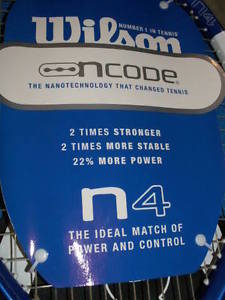 Wilson
NUMBER 1 IN TENNIS
nCODE
THE NANOTECHNOLOGY THAT CHANGED TENNIS
2 TIMES STRONGER
2 TIMES MORE STABLE
22% MORE POWER
n4
THE IDEAL MATCH OF
POWER AND CONTROL
n4